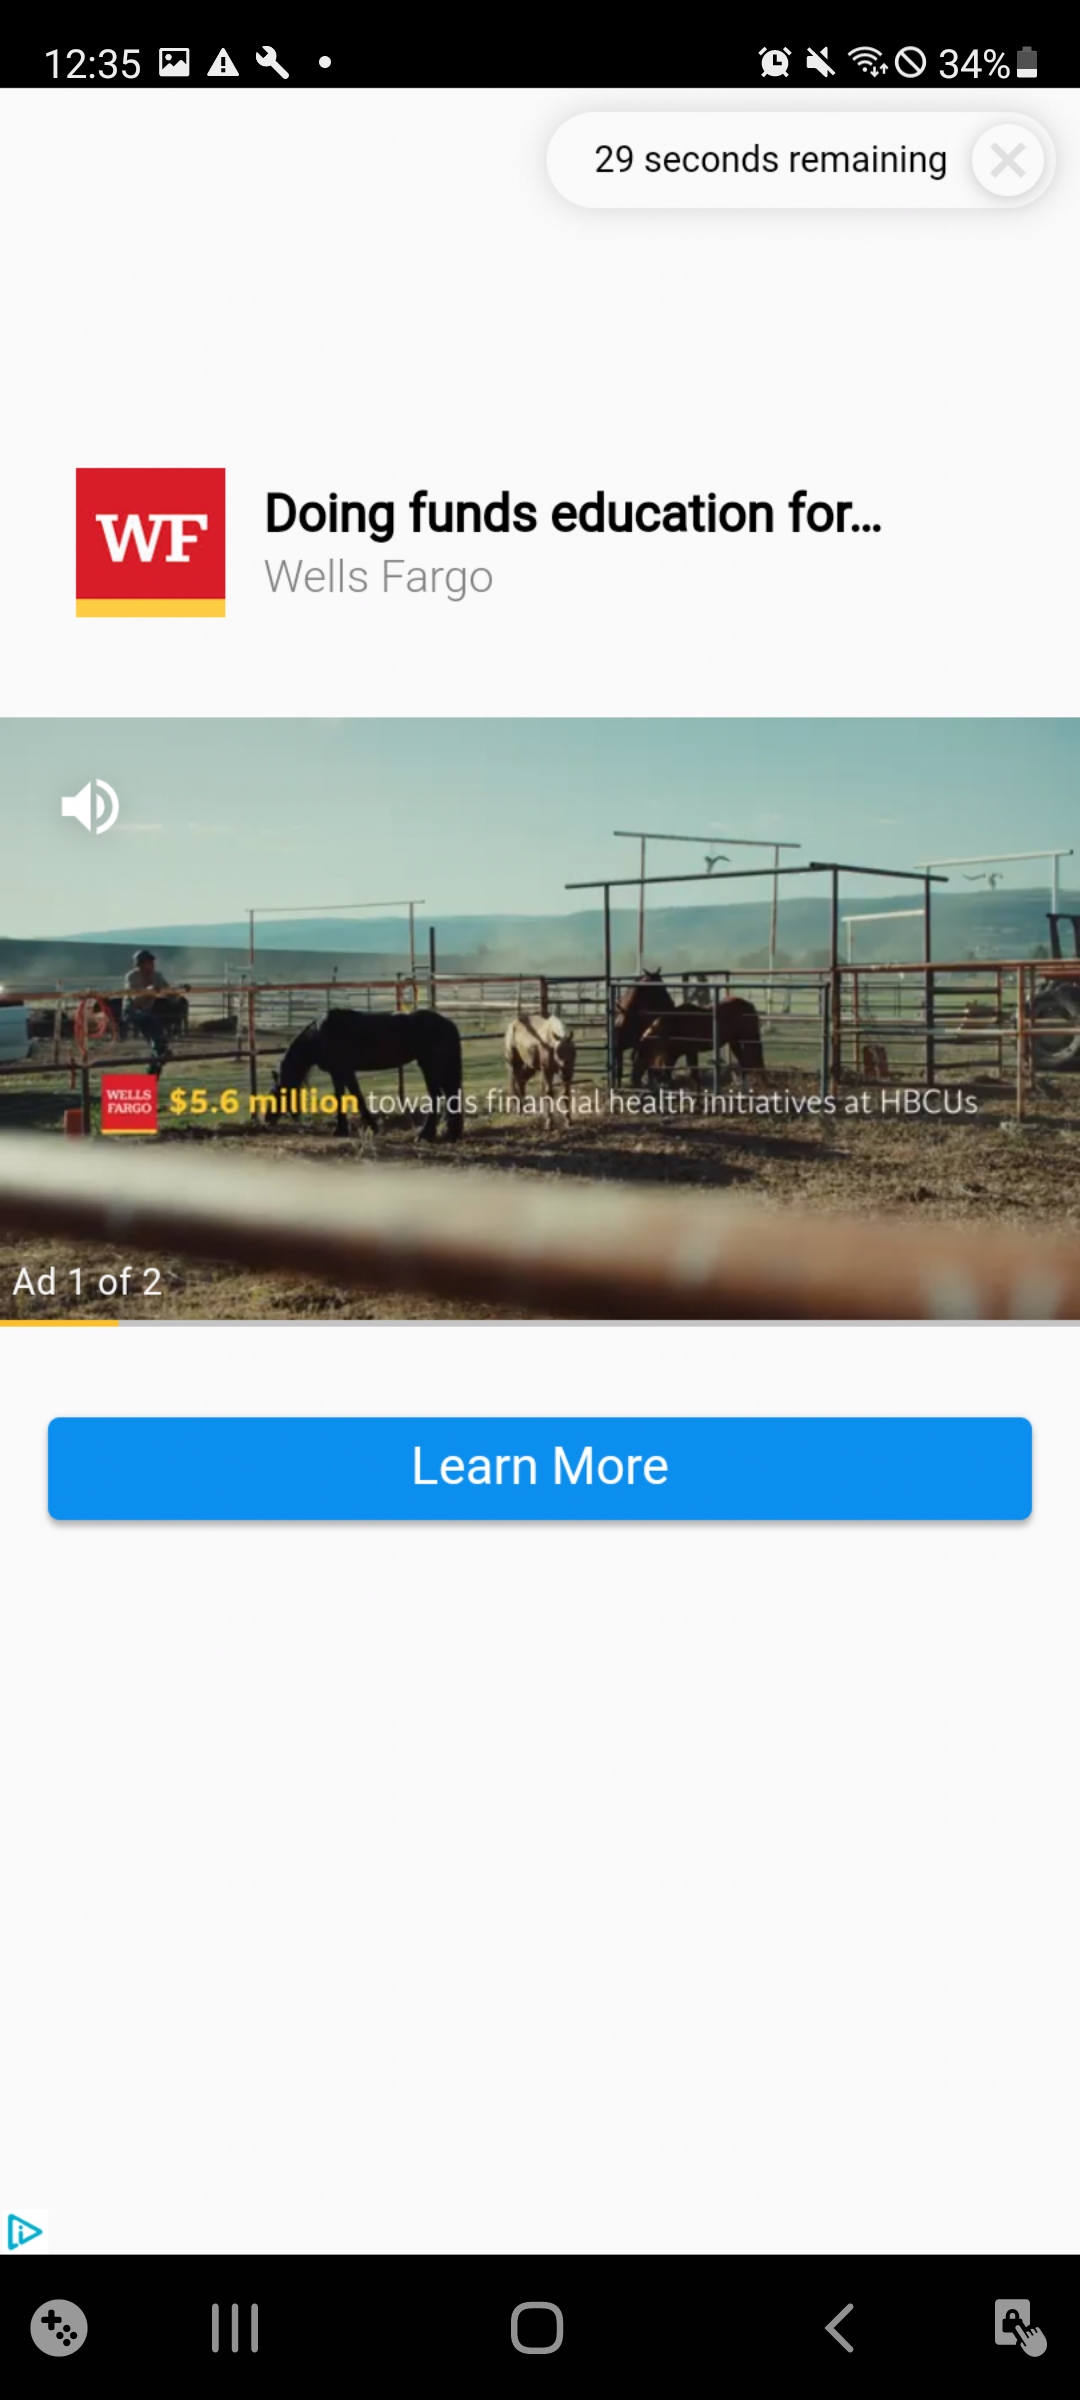 12:35
34%
29 seconds remaining
WF
Doing funds education for...
Wells Fargo
WELLS
FARGO
$5.6 million towards financial health initiatives at HBCUs
Ad 1 of 2
Learn More